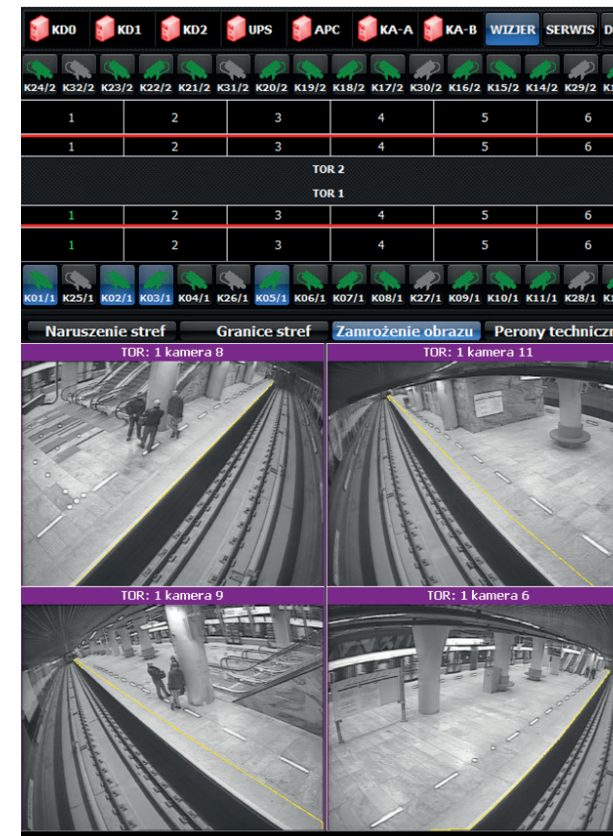 KD0 KD1 KD2 UPS APC KA-A KA-B WIZJER SERWIS D
K24/2 K32/2 K23/2 K22/2 K21/2 K31/2 K20/2 K19/2 K18/2 K17/2 K30/2 K16/2 K15/2 K14/2 K29/2
1 2 3 4 5 6
1 2 3 4 5 6
TOR 2
TOR 1
1 2 3 4 5 6
1 2 3 4 5 6
K01/1 K25/1 K02/1 K03/1 K04/1 K26/1 K05/1 K06/1 K07/1 K08/1 K27/1 K09/1 K10/1 K11/1 K28/1
Naruszenie stref Granice stref Zamrożenie obrazu Perony techniczn
TOR: 1 kamera 8 TOR: 1 kamera 11
TOR: 1 kamera 9 TOR: 1 kamera 6